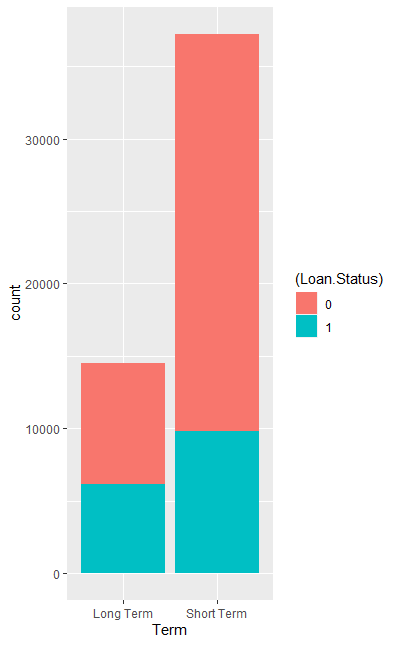 30000
20000
10000
0
count
Long Term
Short Term
Term
(Loan.Status)
0
1